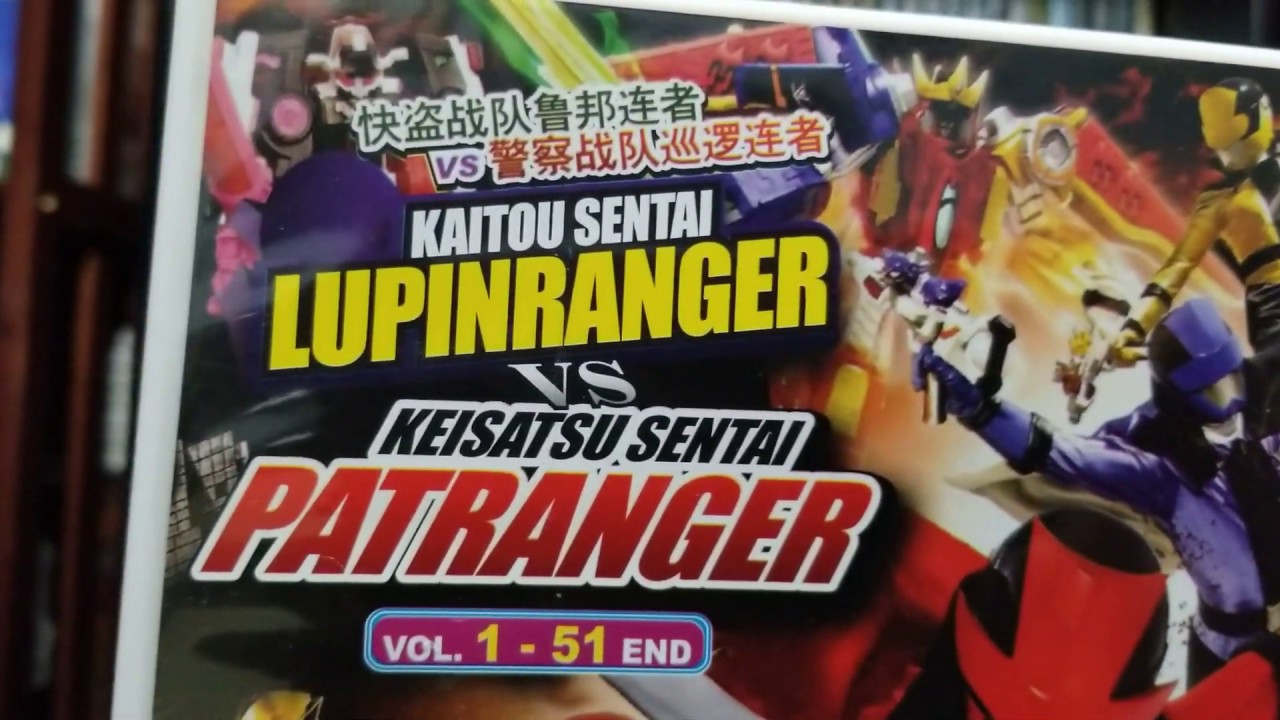 快盗战队鲁邦连者
VS 警察战队巡逻连者
KAITOU SENTAI
LUPINRANGER
VS
KEISATSU SENTAI
PATRANGER
VOL. 1 - 51 END